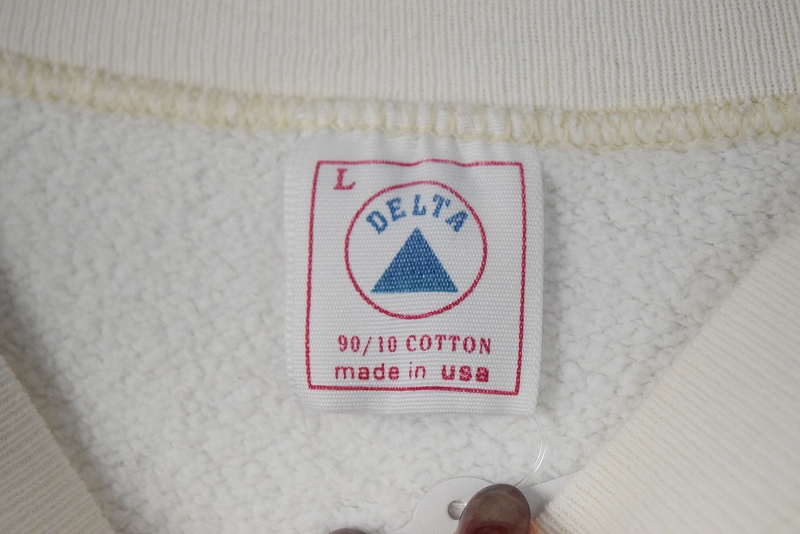 L
DELTA
90/10 COTTON
made in usa